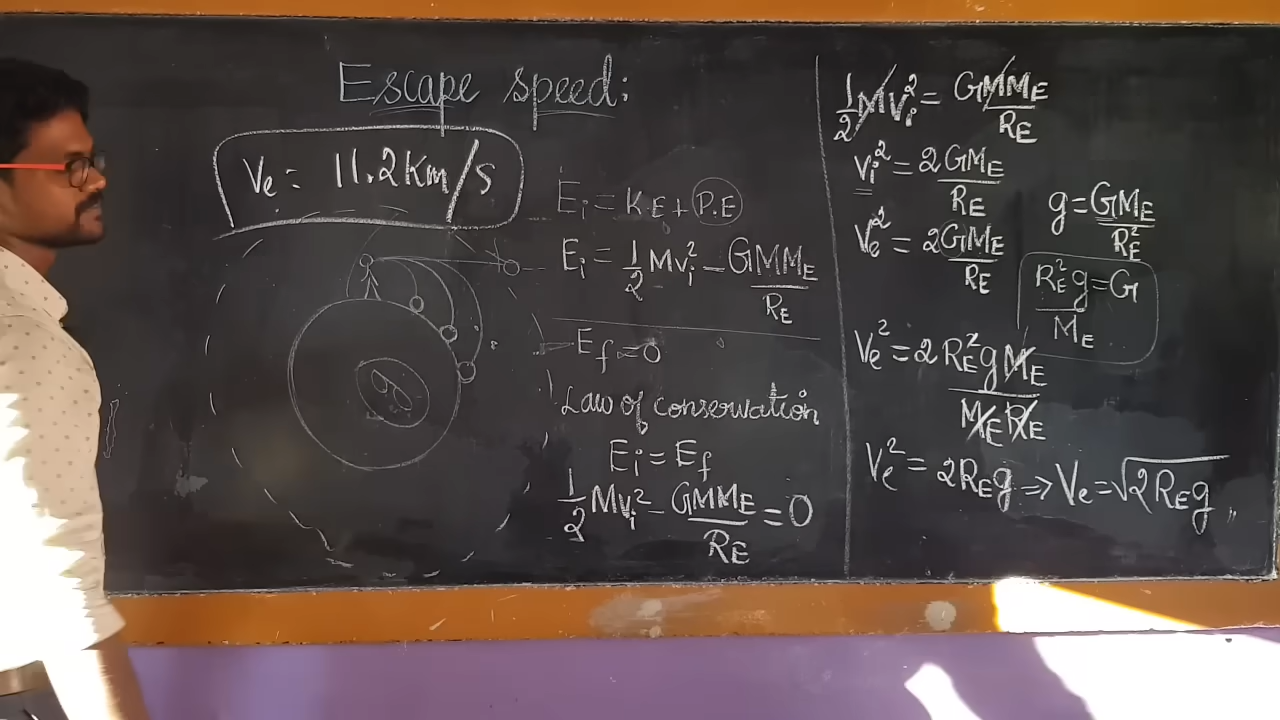 Escape speed:
Ve = 11.2 Km/s
Ei = K.E + P.E
Ei = 1/2 Mvi² - GMME/RE
Ef = 0
Law of conservation
Ei = Ef
1/2 Mvi² - GMME/RE = 0
1/2 MVi² = GMME/RE
Vi² = 2GME/RE
Ve² = 2GME/RE
g = GME/RE²
RE²g/ME = G
Ve² = 2RE²gME/MERE
Ve² = 2REg ⇒ Ve = √2REg